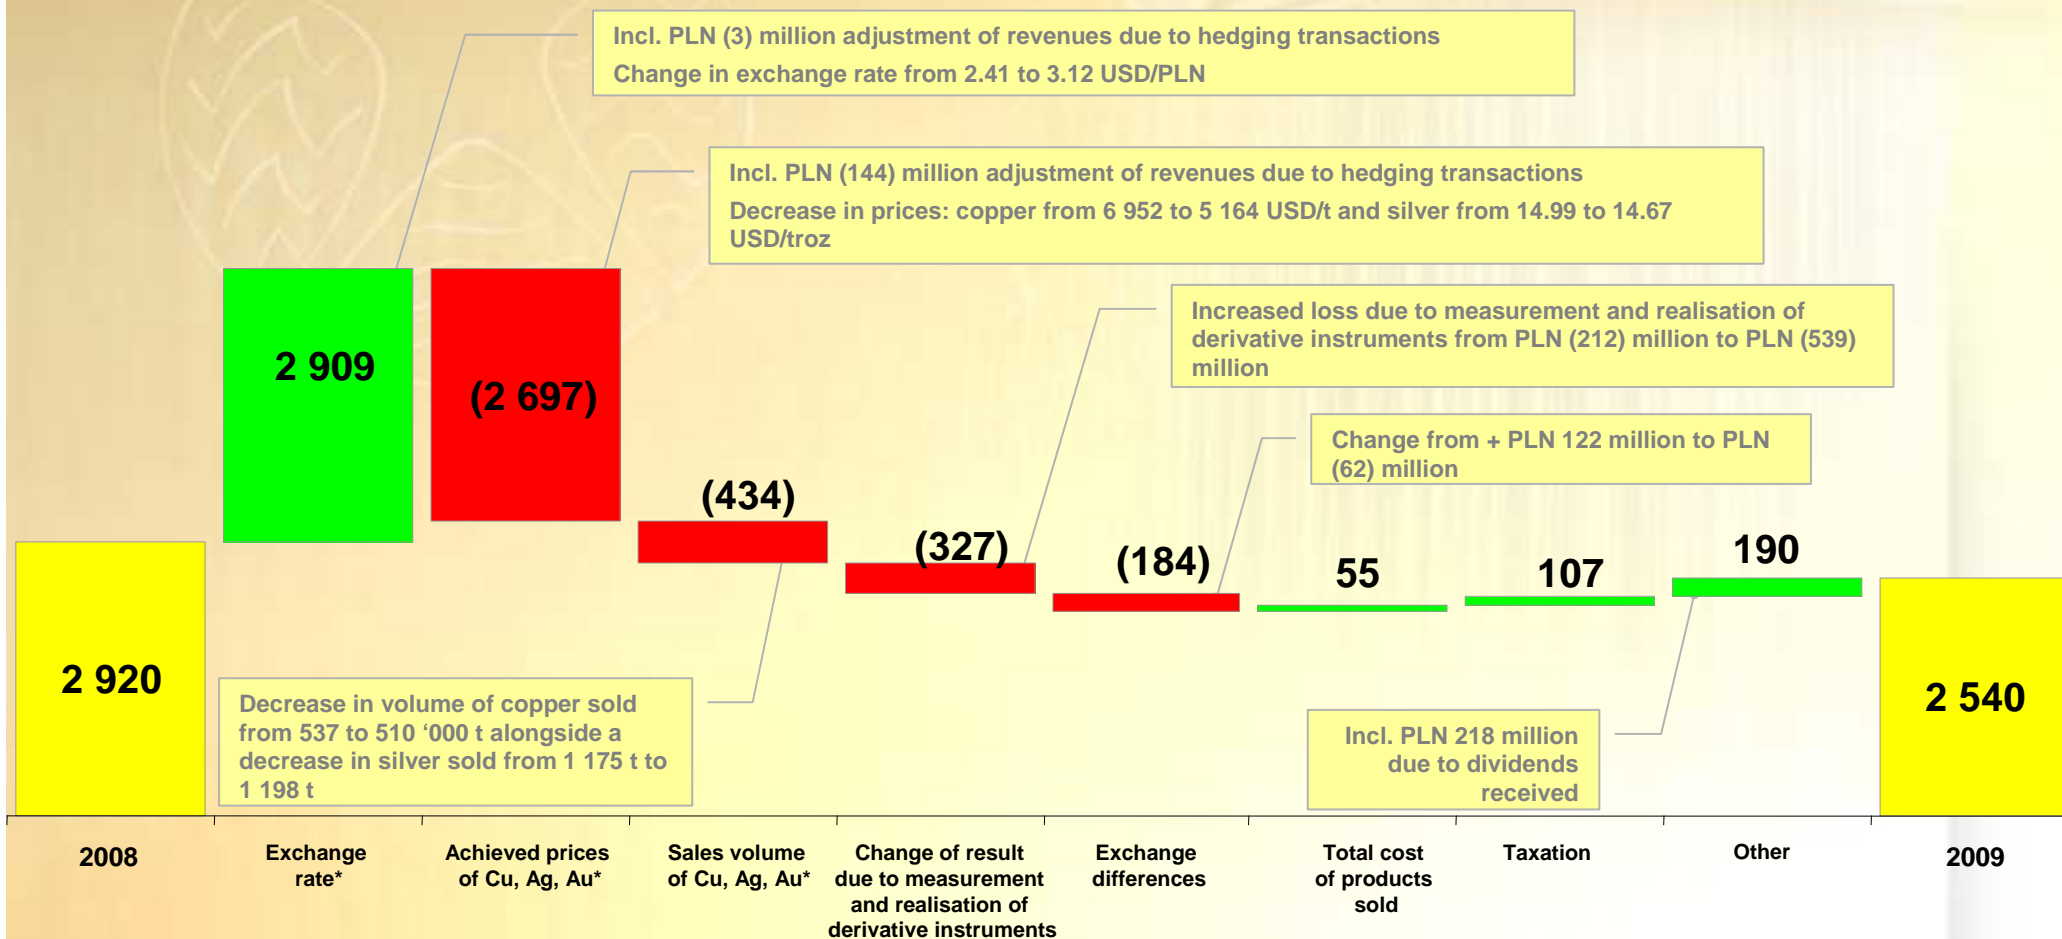 Incl. PLN (3) million adjustment of revenues due to hedging transactions
Change in exchange rate from 2.41 to 3.12 USD/PLN
Incl. PLN (144) million adjustment of revenues due to hedging transactions
Decrease in prices: copper from 6 952 to 5 164 USD/t and silver from 14.99 to 14.67
USD/troz
Increased loss due to measurement and realisation of
derivative instruments from PLN (212) million to PLN (539)
million
Change from + PLN 122 million to PLN
(62) million
2 920
2 909
(2 697)
(434)
(327)
(184)
55
107
190
2 540
Decrease in volume of copper sold
from 537 to 510 ‘000 t alongside a
decrease in silver sold from 1 175 t to
1 198 t
Incl. PLN 218 million
due to dividends
received
2008
Exchange
rate*
Achieved prices
of Cu, Ag, Au*
Sales volume
of Cu, Ag, Au*
Change of result
due to measurement
and realisation of
derivative instruments
Exchange
differences
Total cost
of products
sold
Taxation
Other
2009